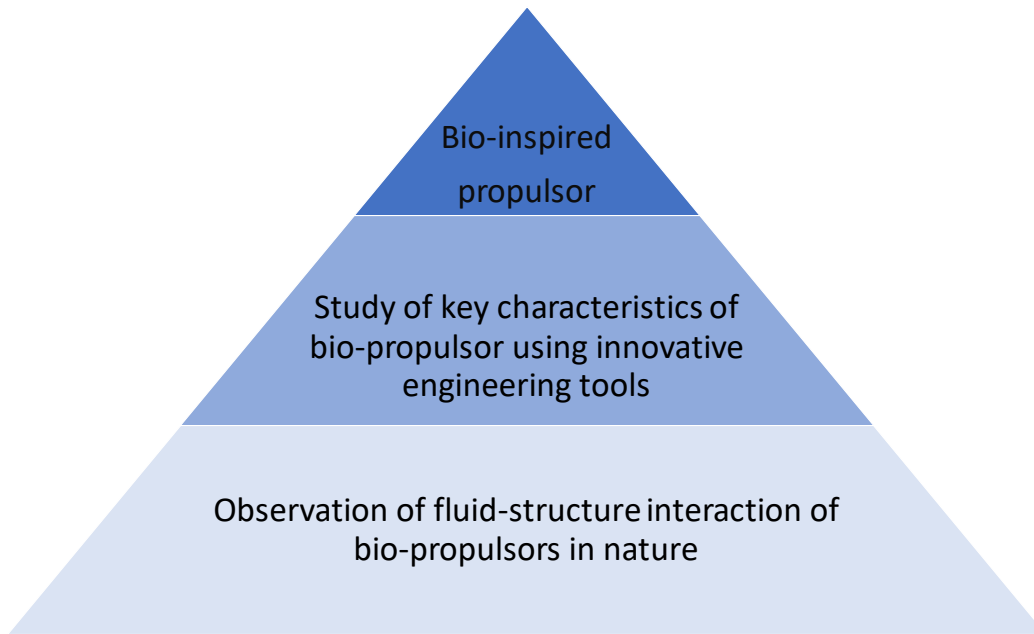 Bio-inspired
propulsor
Study of key characteristics of
bio-propulsor using innovative
engineering tools
Observation of fluid-structure interaction of
bio-propulsors in nature